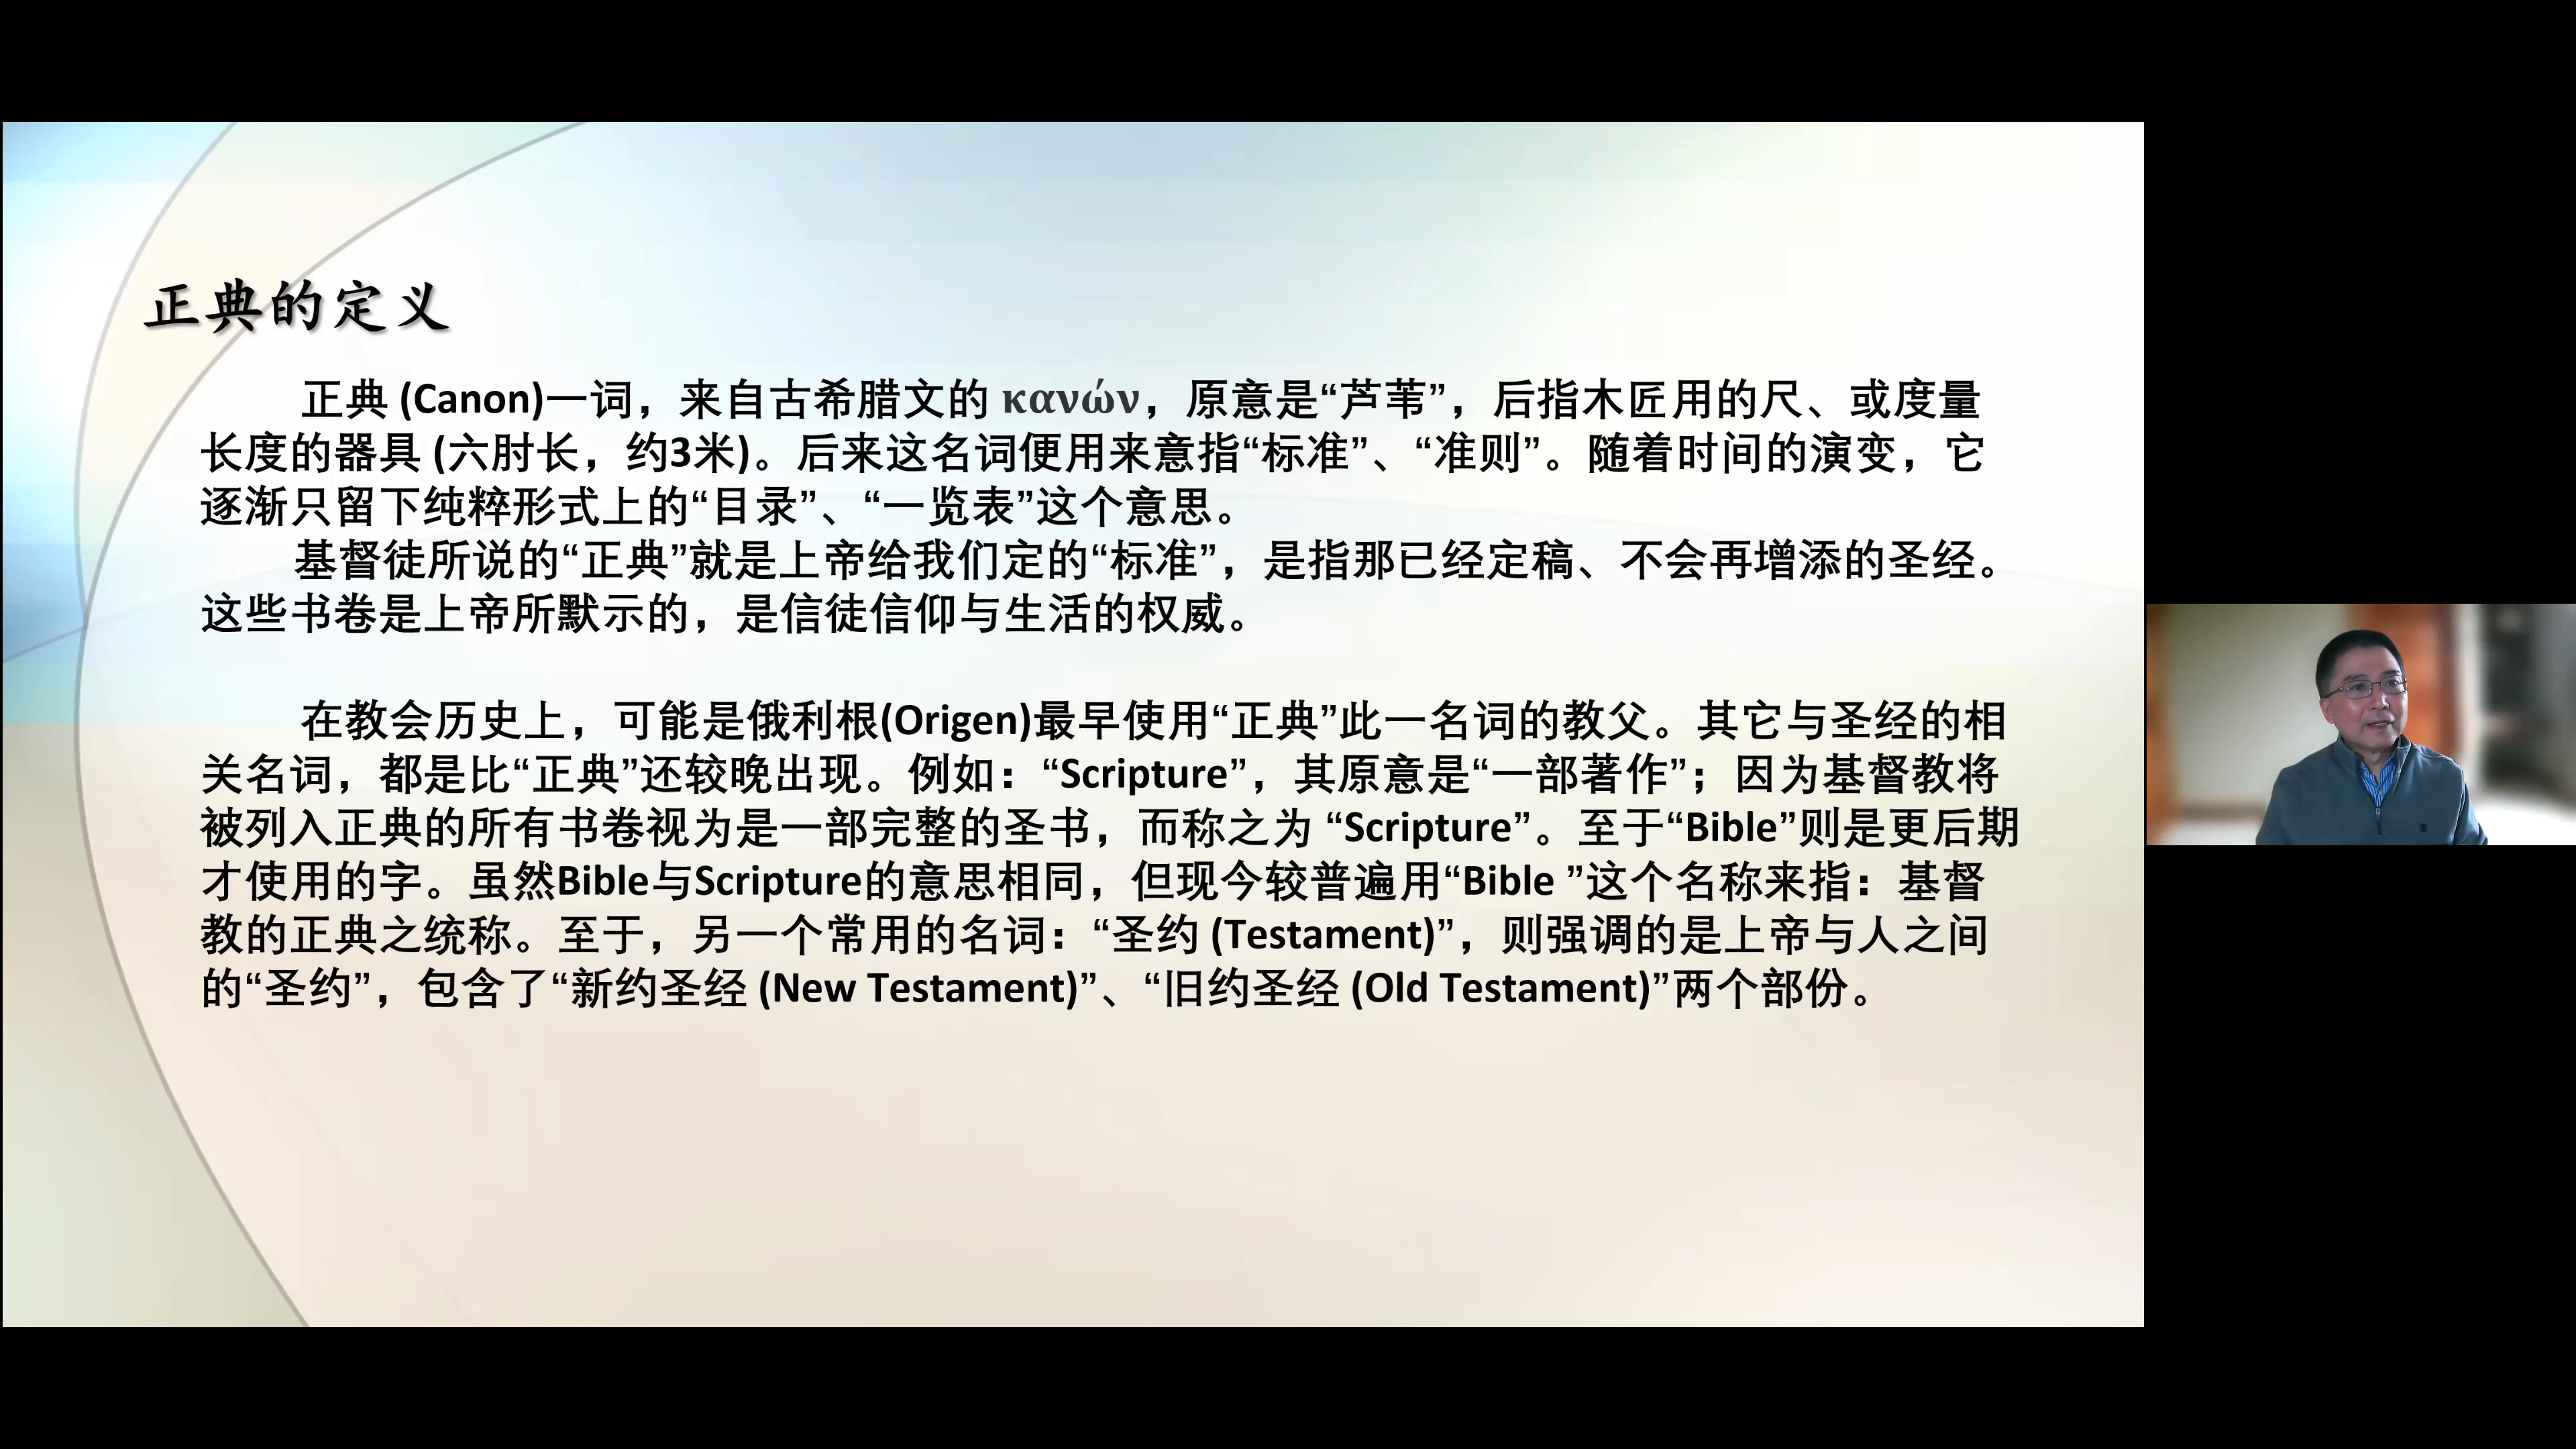 正典的定义
正典 (Canon)一词，来自古希腊文的 κανών，原意是“芦苇”，后指木匠用的尺、或度量
长度的器具 (六肘长，约3米)。后来这名词便用来意指“标准”、“准则”。随着时间的演变，它
逐渐只留下纯粹形式上的“目录”、“一览表”这个意思。
基督徒所说的“正典”就是上帝给我们定的“标准”，是指那已经定稿、不会再增添的圣经。
这些书卷是上帝所默示的，是信徒信仰与生活的权威。
在教会历史上，可能是俄利根(Origen)最早使用“正典”此一名词的教父。其它与圣经的相
关名词，都是比“正典”还较晚出现。例如：“Scripture”，其原意是“一部著作”；因为基督教将
被列入正典的所有书卷视为是一部完整的圣书，而称之为 “Scripture”。至于“Bible”则是更后期
才使用的字。虽然Bible与Scripture的意思相同，但现今较普遍用“Bible ”这个名称来指：基督
教的正典之统称。至于，另一个常用的名词：“圣约 (Testament)”，则强调的是上帝与人之间
的“圣约”，包含了“新约圣经 (New Testament)”、“旧约圣经 (Old Testament)”两个部份。